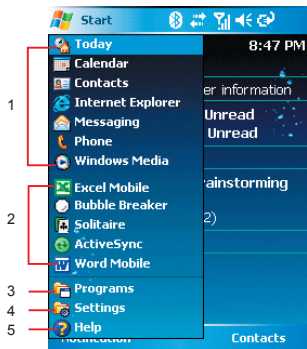 Start
Today
8:47 PM
Calendar
1
Contacts
er information
Internet Explorer
Unread
Messaging
Unread
Phone
Windows Media
Excel Mobile
rainstorming
Bubble Breaker
2
Solitaire
2)
ActiveSync
Word Mobile
3
Programs
4
Settings
5
Help
Notification
Contacts